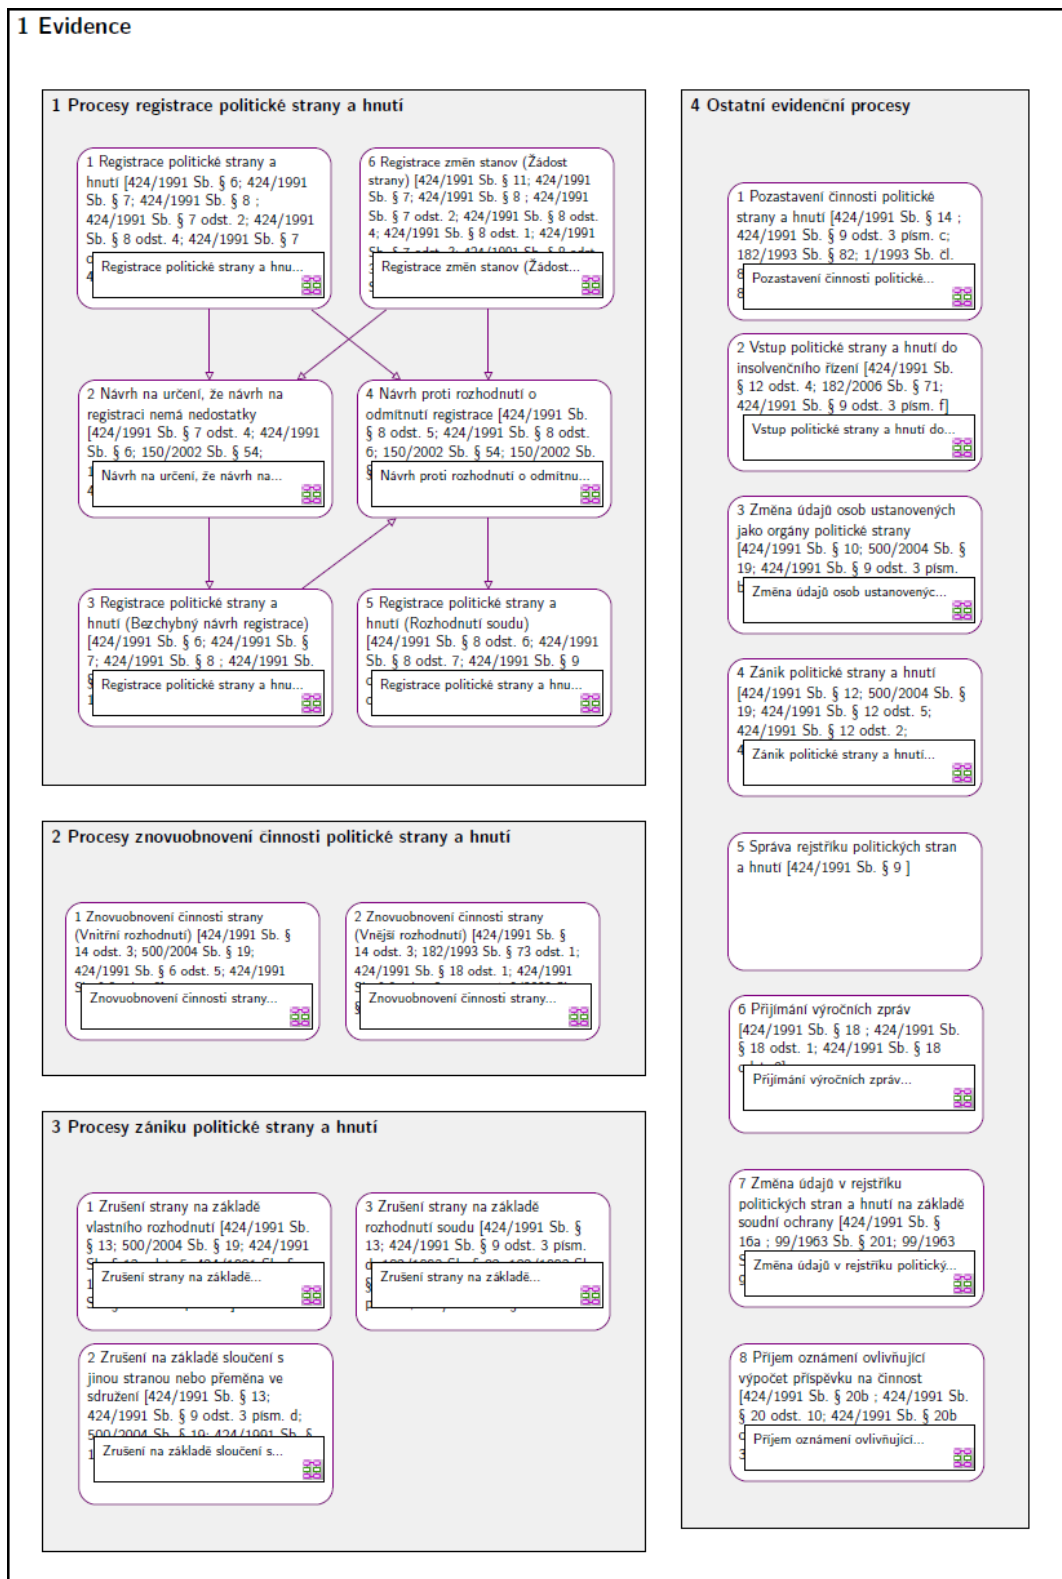 1 Evidence
1 Procesy registrace politické strany a hnutí
1 Registrace politické strany a
hnutí [424/1991 Sb. § 6; 424/1991
Sb. § 7; 424/1991 Sb. § 8 ;
424/1991 Sb. § 7 odst. 2; 424/1991
Sb. § 8 odst. 4; 424/1991 Sb. § 7
Registrace politické strany a hnu...
6 Registrace změn stanov (Žádost
strany) [424/1991 Sb. § 11; 424/1991
Sb. § 7; 424/1991 Sb. § 8 ; 424/1991
Sb. § 7 odst. 2; 424/1991 Sb. § 8 odst.
4; 424/1991 Sb. § 8 odst. 1; 424/1991
Registrace změn stanov (Žádost...
2 Návrh na určení, že návrh na
registraci nemá nedostatky
[424/1991 Sb. § 7 odst. 4; 424/1991
Sb. § 6; 150/2002 Sb. § 54;
Návrh na určení, že návrh na...
4 Návrh proti rozhodnutí o
odmítnutí registrace [424/1991 Sb.
§ 8 odst. 5; 424/1991 Sb. § 8 odst.
6; 150/2002 Sb. § 54; 150/2002 Sb.
Návrh proti rozhodnutí o odmítnu...
3 Registrace politické strany a
hnutí (Bezchybný návrh registrace)
[424/1991 Sb. § 6; 424/1991 Sb. §
7; 424/1991 Sb. § 8 ; 424/1991 Sb.
Registrace politické strany a hnu...
5 Registrace politické strany a
hnutí (Rozhodnutí soudu)
[424/1991 Sb. § 8 odst. 6; 424/1991
Sb. § 8 odst. 7; 424/1991 Sb. § 9
Registrace politické strany a hnu...
2 Procesy znovuobnovení činnosti politické strany a hnutí
1 Znovuobnovení činnosti strany
(Vnitřní rozhodnutí) [424/1991 Sb. §
14 odst. 3; 500/2004 Sb. § 19;
424/1991 Sb. § 6 odst. 5; 424/1991
Znovuobnovení činnosti strany...
2 Znovuobnovení činnosti strany
(Vnější rozhodnutí) [424/1991 Sb. §
14 odst. 3; 182/1993 Sb. § 73 odst. 1;
424/1991 Sb. § 18 odst. 1; 424/1991
Znovuobnovení činnosti strany...
3 Procesy zániku politické strany a hnutí
1 Zrušení strany na základě
vlastního rozhodnutí [424/1991 Sb.
§ 13; 500/2004 Sb. § 19; 424/1991
Zrušení strany na základě...
3 Zrušení strany na základě
rozhodnutí soudu [424/1991 Sb. §
13; 424/1991 Sb. § 9 odst. 3 písm.
Zrušení strany na základě...
2 Zrušení na základě sloučení s
jinou stranou nebo přeměna ve
sdružení [424/1991 Sb. § 13;
424/1991 Sb. § 9 odst. 3 písm. d;
500/2004 Sb. § 19; 424/1991 Sb. §
Zrušení na základě sloučení s...
4 Ostatní evidenční procesy
1 Pozastavení činnosti politické
strany a hnutí [424/1991 Sb. § 14 ;
424/1991 Sb. § 9 odst. 3 písm. c;
182/1993 Sb. § 82; 1/1993 Sb. čl.
Pozastavení činnosti politické...
2 Vstup politické strany a hnutí do
insolvenčního řízení [424/1991 Sb.
§ 12 odst. 4; 182/2006 Sb. § 71;
424/1991 Sb. § 9 odst. 3 písm. f]
Vstup politické strany a hnutí do...
3 Změna údajů osob ustanovených
jako orgány politické strany
[424/1991 Sb. § 10; 500/2004 Sb. §
19; 424/1991 Sb. § 9 odst. 3 písm.
Změna údajů osob ustanovenýc...
4 Zánik politické strany a hnutí
[424/1991 Sb. § 12; 500/2004 Sb. §
19; 424/1991 Sb. § 12 odst. 5;
424/1991 Sb. § 12 odst. 2;
Zánik politické strany a hnutí...
5 Správa rejstříku politických stran
a hnutí [424/1991 Sb. § 9 ]
6 Přijímání výročních zpráv
[424/1991 Sb. § 18 ; 424/1991 Sb.
§ 18 odst. 1; 424/1991 Sb. § 18
Přijímání výročních zpráv...
7 Změna údajů v rejstříku
politických stran a hnutí na základě
soudní ochrany [424/1991 Sb. §
16a ; 99/1963 Sb. § 201; 99/1963
Změna údajů v rejstříku politický...
8 Příjem oznámení ovlivňující
výpočet příspěvku na činnost
[424/1991 Sb. § 20b ; 424/1991 Sb.
§ 20 odst. 10; 424/1991 Sb. § 20b
Příjem oznámení ovlivňující...